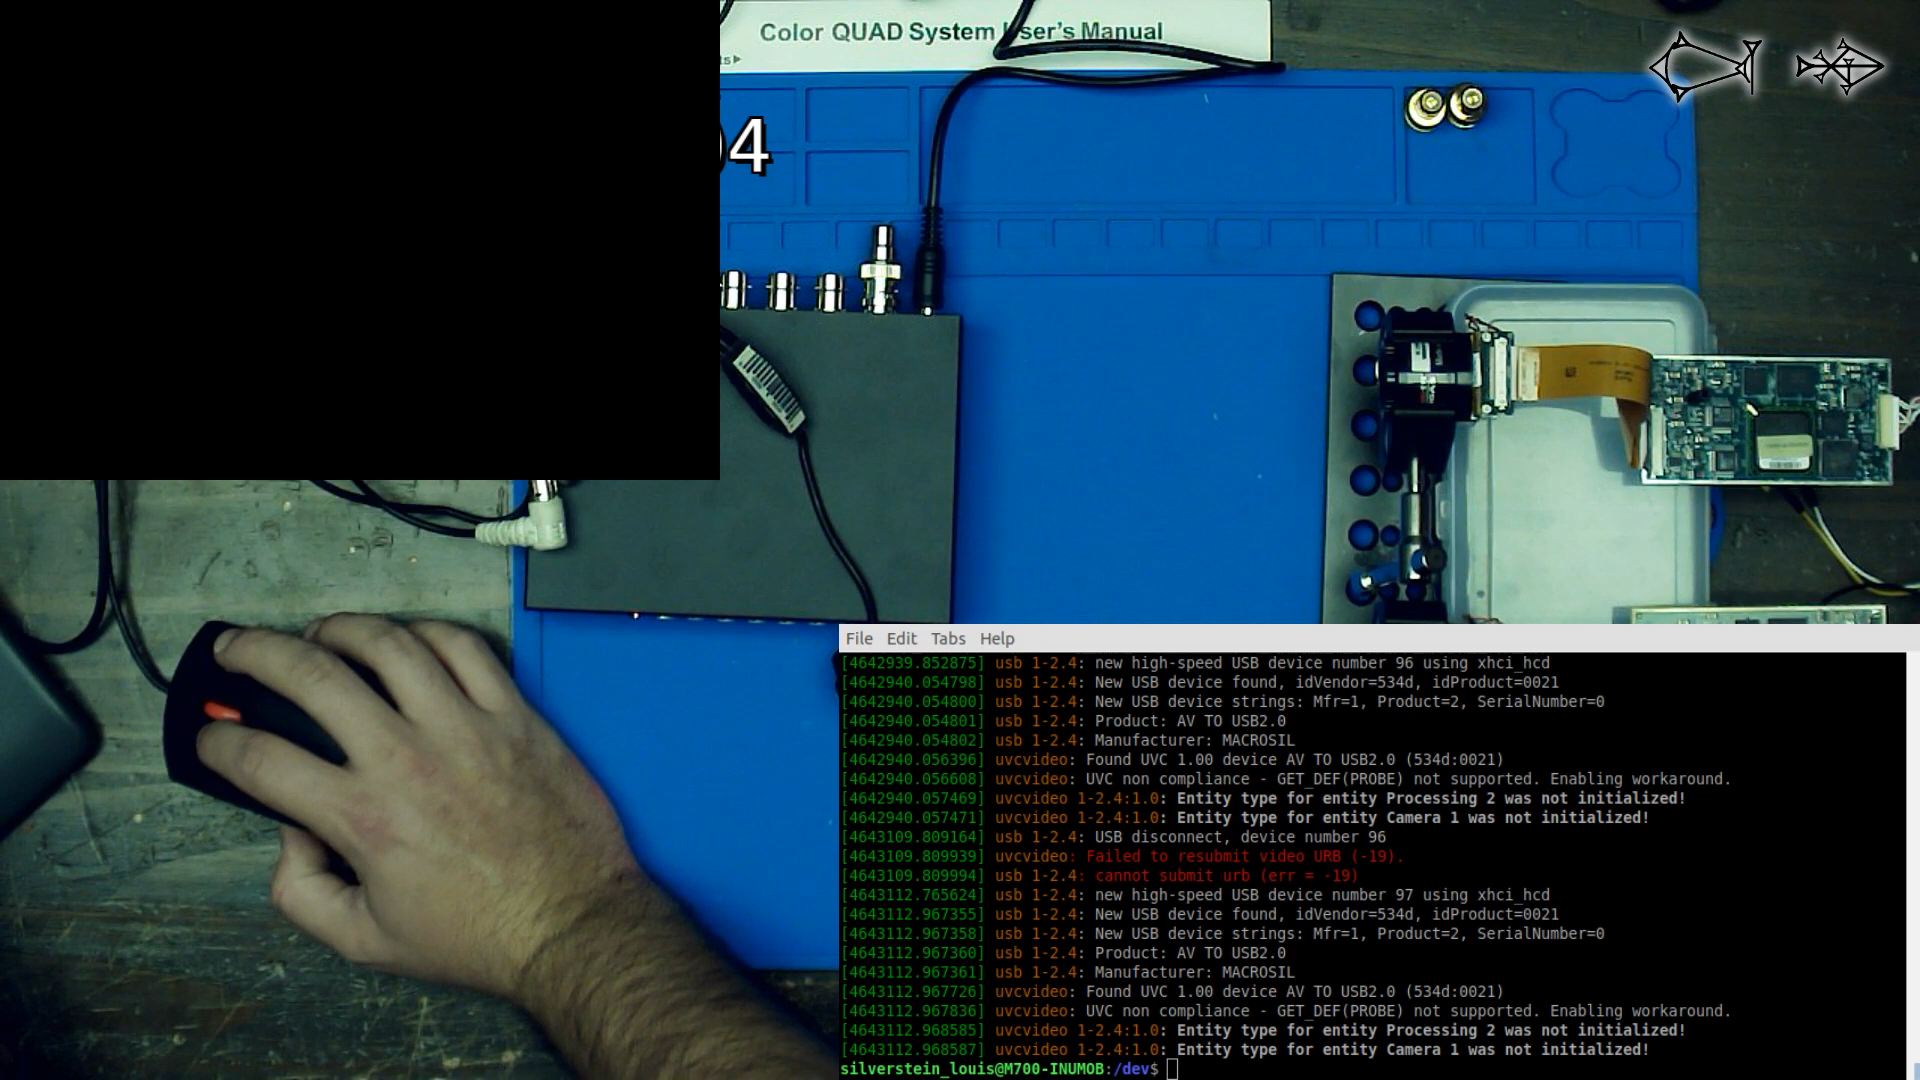 Color QUAD System User's Manual
ts▶
04
File Edit Tabs Help
[4642939.852875] usb 1-2.4: new high-speed USB device number 96 using xhci_hcd
[4642940.054798] usb 1-2.4: New USB device found, idVendor=534d, idProduct=0021
[4642940.054800] usb 1-2.4: New USB device strings: Mfr=1, Product=2, SerialNumber=0
[4642940.054801] usb 1-2.4: Product: AV TO USB2.0
[4642940.054802] usb 1-2.4: Manufacturer: MACROSIL
[4642940.056396] uvcvideo: Found UVC 1.00 device AV TO USB2.0 (534d:0021)
[4642940.056608] uvcvideo: UVC non compliance - GET_DEF(PROBE) not supported. Enabling workaround.
[4642940.057469] uvcvideo 1-2.4:1.0: Entity type for entity Processing 2 was not initialized!
[4642940.057471] uvcvideo 1-2.4:1.0: Entity type for entity Camera 1 was not initialized!
[4643109.809164] usb 1-2.4: USB disconnect, device number 96
[4643109.809939] uvcvideo: Failed to resubmit video URB (-19).
[4643109.809994] usb 1-2.4: cannot submit urb (err = -19)
[4643112.765624] usb 1-2.4: new high-speed USB device number 97 using xhci_hcd
[4643112.967355] usb 1-2.4: New USB device found, idVendor=534d, idProduct=0021
[4643112.967358] usb 1-2.4: New USB device strings: Mfr=1, Product=2, SerialNumber=0
[4643112.967360] usb 1-2.4: Product: AV TO USB2.0
[4643112.967361] usb 1-2.4: Manufacturer: MACROSIL
[4643112.967726] uvcvideo: Found UVC 1.00 device AV TO USB2.0 (534d:0021)
[4643112.967836] uvcvideo: UVC non compliance - GET_DEF(PROBE) not supported. Enabling workaround.
[4643112.968585] uvcvideo 1-2.4:1.0: Entity type for entity Processing 2 was not initialized!
[4643112.968587] uvcvideo 1-2.4:1.0: Entity type for entity Camera 1 was not initialized!
silverstein_louis@M700-INUMOB:/dev$